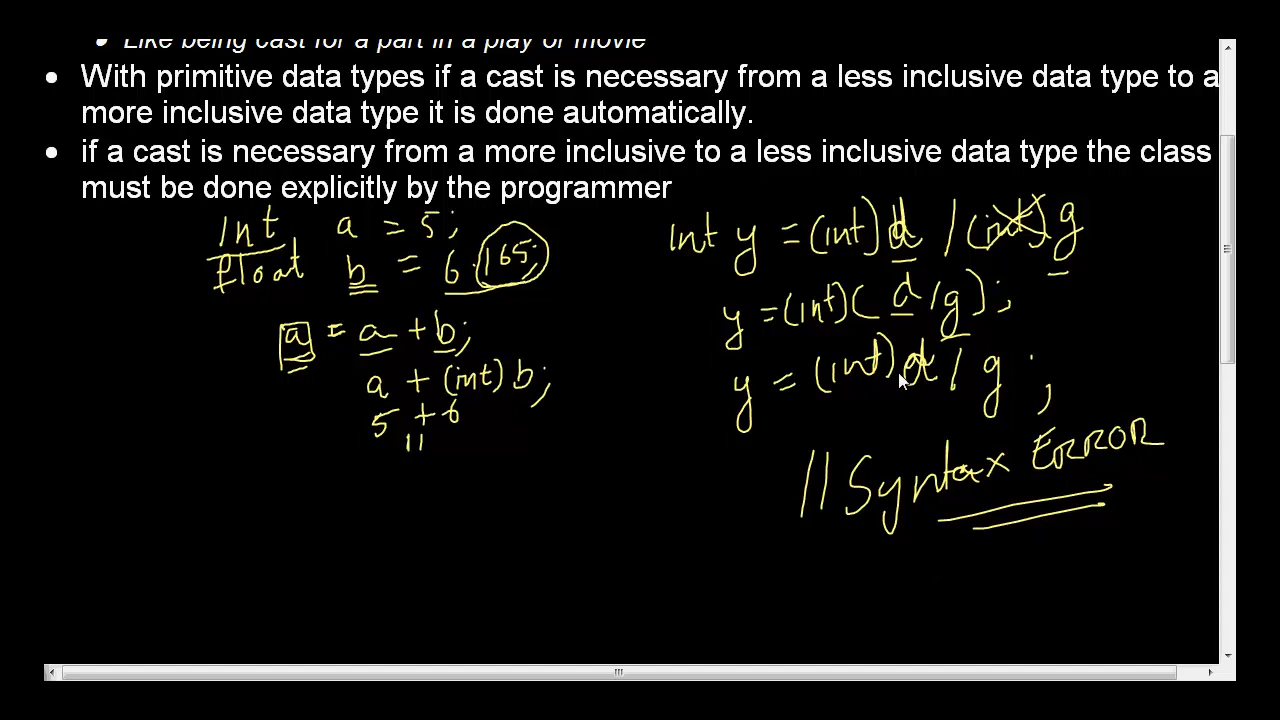 • Like being cast for a part in a play or movie
• With primitive data types if a cast is necessary from a less inclusive data type to a
more inclusive data type it is done automatically.
• if a cast is necessary from a more inclusive to a less inclusive data type the class
must be done explicitly by the programmer
Int a = 5;
float b = 6.165;
a = a + b;
a + (int) b;
5 + 6
11
Int y = (int) d / (int) g
y = (int) ( d / g ) ;
y = (int) d / g ;
// Syntax ERROR